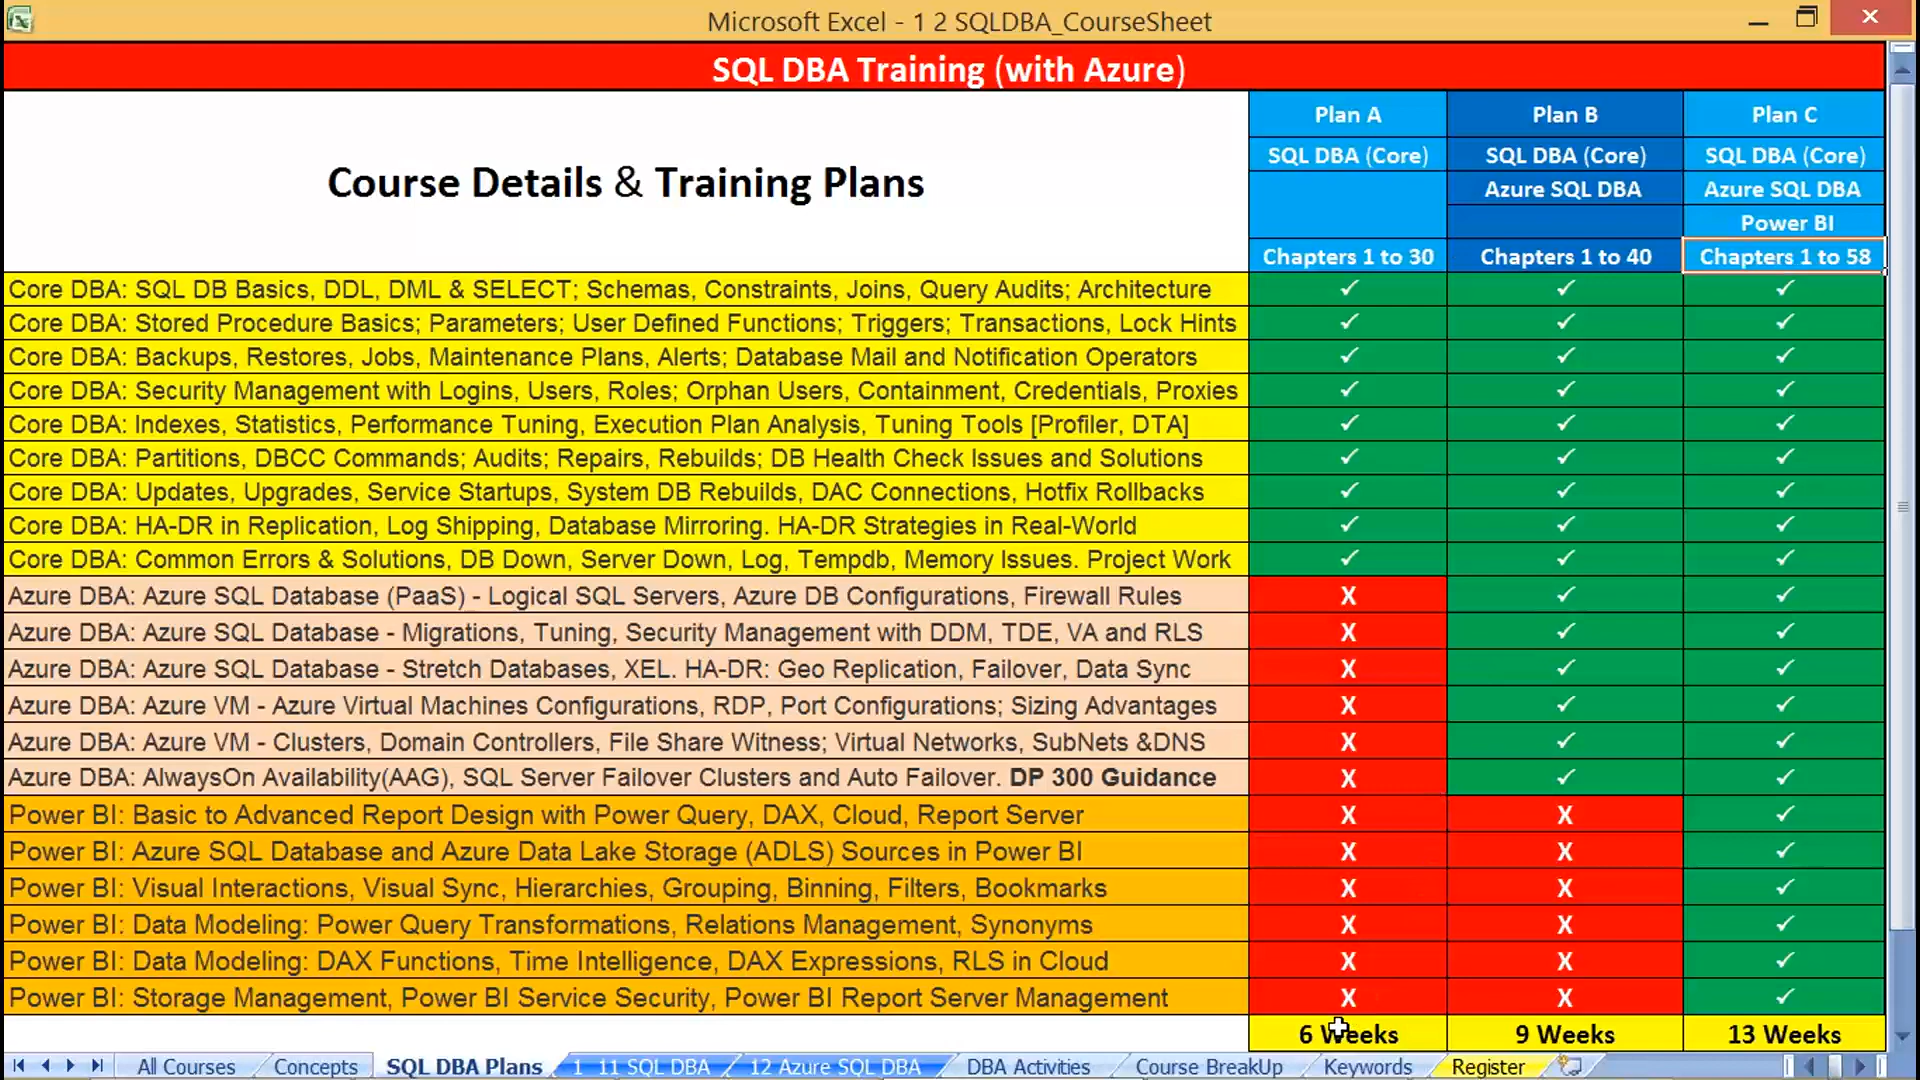 Microsoft Excel - 1 2 SQLDBA_CourseSheet
SQL DBA Training (with Azure)
Course Details & Training Plans
Plan A Plan B Plan C
SQL DBA (Core) SQL DBA (Core) SQL DBA (Core)
Azure SQL DBA Azure SQL DBA
Power BI
Chapters 1 to 30 Chapters 1 to 40 Chapters 1 to 58
Core DBA: SQL DB Basics, DDL, DML & SELECT; Schemas, Constraints, Joins, Query Audits; Architecture ✓ ✓ ✓
Core DBA: Stored Procedure Basics; Parameters; User Defined Functions; Triggers; Transactions, Lock Hints ✓ ✓ ✓
Core DBA: Backups, Restores, Jobs, Maintenance Plans, Alerts; Database Mail and Notification Operators ✓ ✓ ✓
Core DBA: Security Management with Logins, Users, Roles; Orphan Users, Containment, Credentials, Proxies ✓ ✓ ✓
Core DBA: Indexes, Statistics, Performance Tuning, Execution Plan Analysis, Tuning Tools [Profiler, DTA] ✓ ✓ ✓
Core DBA: Partitions, DBCC Commands; Audits; Repairs, Rebuilds; DB Health Check Issues and Solutions ✓ ✓ ✓
Core DBA: Updates, Upgrades, Service Startups, System DB Rebuilds, DAC Connections, Hotfix Rollbacks ✓ ✓ ✓
Core DBA: HA-DR in Replication, Log Shipping, Database Mirroring. HA-DR Strategies in Real-World ✓ ✓ ✓
Core DBA: Common Errors & Solutions, DB Down, Server Down, Log, Tempdb, Memory Issues. Project Work ✓ ✓ ✓
Azure DBA: Azure SQL Database (PaaS) - Logical SQL Servers, Azure DB Configurations, Firewall Rules X ✓ ✓
Azure DBA: Azure SQL Database - Migrations, Tuning, Security Management with DDM, TDE, VA and RLS X ✓ ✓
Azure DBA: Azure SQL Database - Stretch Databases, XEL. HA-DR: Geo Replication, Failover, Data Sync X ✓ ✓
Azure DBA: Azure VM - Azure Virtual Machines Configurations, RDP, Port Configurations; Sizing Advantages X ✓ ✓
Azure DBA: Azure VM - Clusters, Domain Controllers, File Share Witness; Virtual Networks, SubNets &DNS X ✓ ✓
Azure DBA: AlwaysOn Availability(AAG), SQL Server Failover Clusters and Auto Failover. DP 300 Guidance X ✓ ✓
Power BI: Basic to Advanced Report Design with Power Query, DAX, Cloud, Report Server X X ✓
Power BI: Azure SQL Database and Azure Data Lake Storage (ADLS) Sources in Power BI X X ✓
Power BI: Visual Interactions, Visual Sync, Hierarchies, Grouping, Binning, Filters, Bookmarks X X ✓
Power BI: Data Modeling: Power Query Transformations, Relations Management, Synonyms X X ✓
Power BI: Data Modeling: DAX Functions, Time Intelligence, DAX Expressions, RLS in Cloud X X ✓
Power BI: Storage Management, Power BI Service Security, Power BI Report Server Management X X ✓
6 Weeks 9 Weeks 13 Weeks
All Courses Concepts SQL DBA Plans 1 11 SQL DBA 12 Azure SQL DBA DBA Activities Course BreakUp Keywords Register